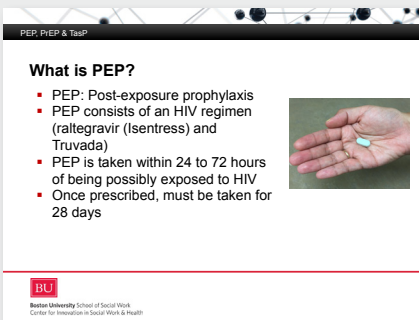 PEP, PrEP & TasP
What is PEP?
▪ PEP: Post-exposure prophylaxis
▪ PEP consists of an HIV regimen
(raltegravir (Isentress) and
Truvada)
▪ PEP is taken within 24 to 72 hours
of being possibly exposed to HIV
▪ Once prescribed, must be taken for
28 days
BU
Boston University School of Social Work
Center for Innovation in Social Work & Health